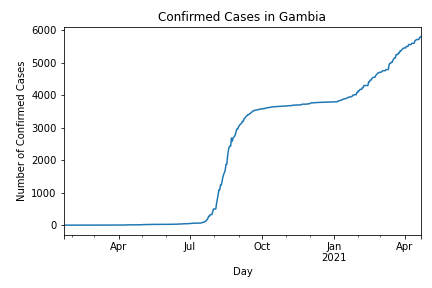 Confirmed Cases in Gambia
6000
5000
4000
3000
2000
1000
0
Number of Confirmed Cases
Apr Jul Oct Jan Apr
2021
Day